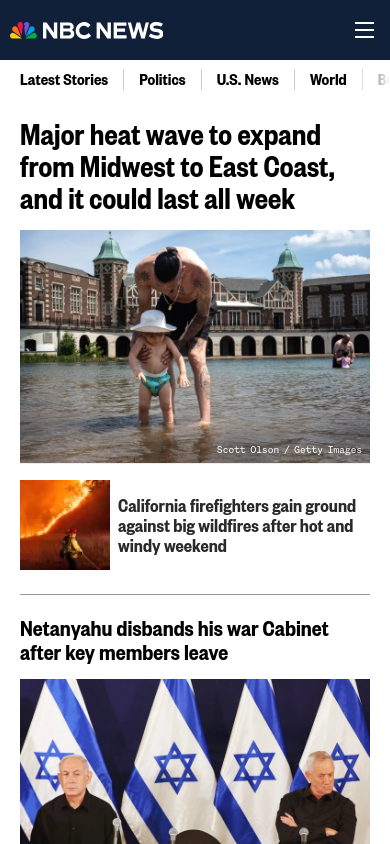 NBC NEWS
Latest Stories
Politics
U.S. News
World
Major heat wave to expand
from Midwest to East Coast,
and it could last all week
Scott Olson / Getty Images
California firefighters gain ground
against big wildfires after hot and
windy weekend
Netanyahu disbands his war Cabinet
after key members leave